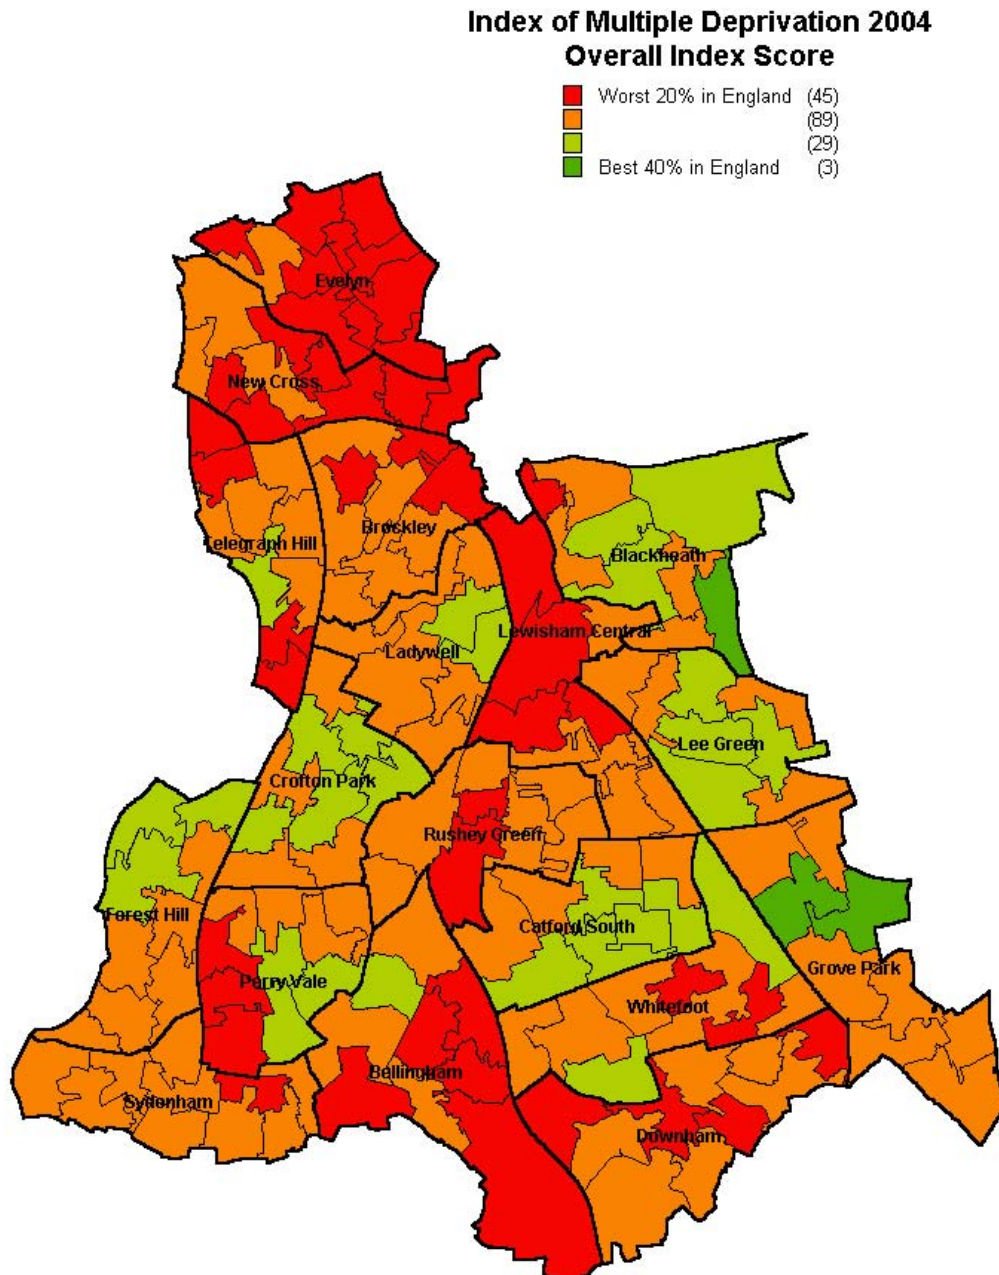 Index of Multiple Deprivation 2004
Overall Index Score
Worst 20% in England (45)
(89)
(29)
Best 40% in England (3)
Evelyn
New Cross
Brockley
Telegraph Hill
Blackheath
Lewisham Central
Ladywell
Lee Green
Crofton Park
Rushey Green
Forest Hill
Catford South
Grove Park
Perry Vale
Whitefoot
Bellingham
Sydenham
Downham